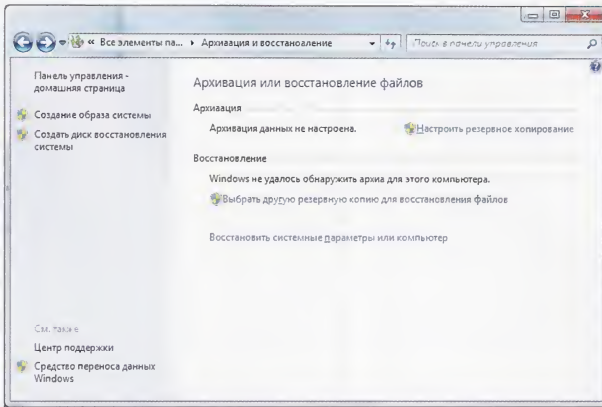 « Все элементы па... ▸ Архивация и восстановление
Поиск в панели управления
Панель управления -
домашняя страница
Создание образа системы
Создать диск восстановления
системы
Архивация или восстановление файлов
Архивация
Архивация данных не настроена.
Настроить резервное копирование
Восстановление
Windows не удалось обнаружить архив для этого компьютера.
Выбрать другую резервную копию для восстановления файлов
Восстановить системные параметры или компьютер
См. также
Центр поддержки
Средство переноса данных
Windows